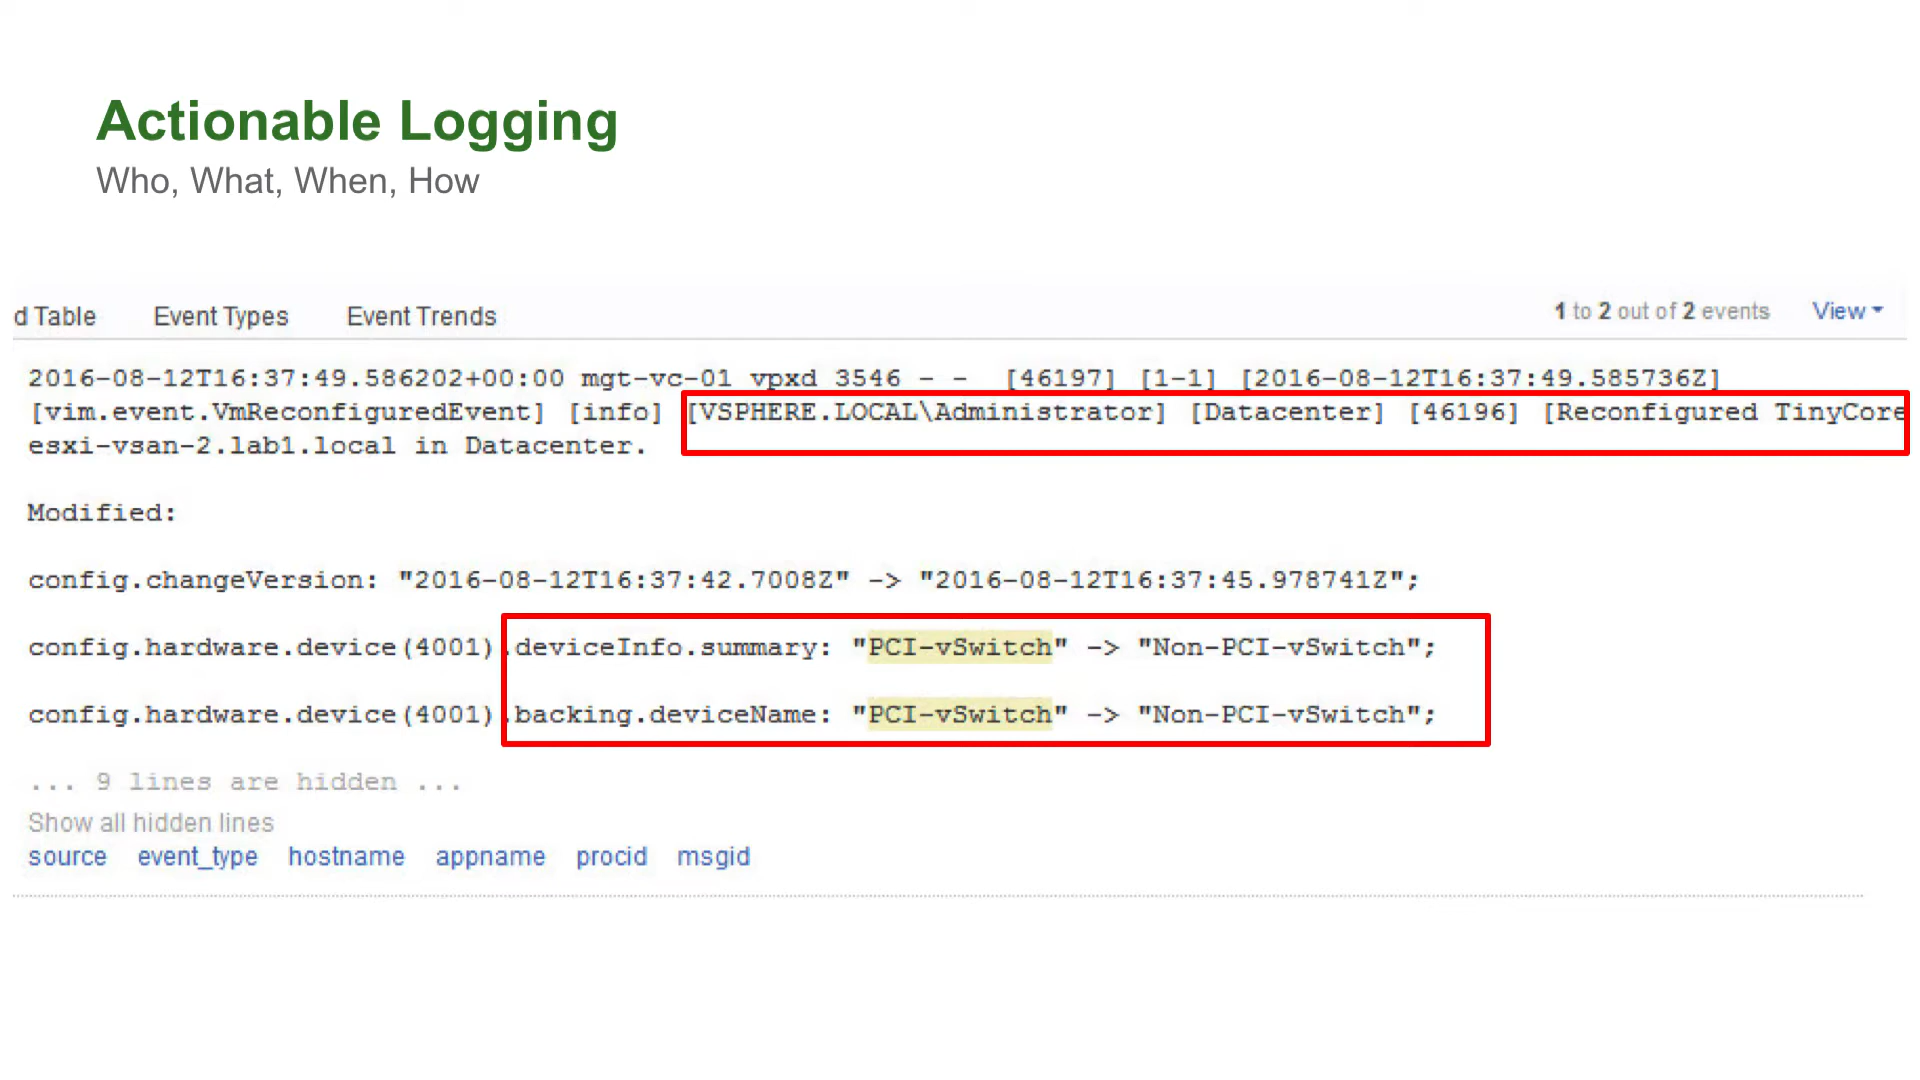 Actionable Logging
Who, What, When, How
d Table Event Types Event Trends 1 to 2 out of 2 events View
2016-08-12T16:37:49.586202+00:00 mgt-vc-01 vpxd 3546 - - [46197] [1-1] [2016-08-12T16:37:49.585736Z]
[vim.event.VmReconfiguredEvent] [info] [VSPHERE.LOCAL\Administrator] [Datacenter] [46196] [Reconfigured TinyCore
esxi-vsan-2.lab1.local in Datacenter.
Modified:
config.changeVersion: "2016-08-12T16:37:42.7008Z" -> "2016-08-12T16:37:45.978741Z";
config.hardware.device(4001).deviceInfo.summary: "PCI-vSwitch" -> "Non-PCI-vSwitch";
config.hardware.device(4001).backing.deviceName: "PCI-vSwitch" -> "Non-PCI-vSwitch";
... 9 lines are hidden ...
Show all hidden lines
source event_type hostname appname procid msgid